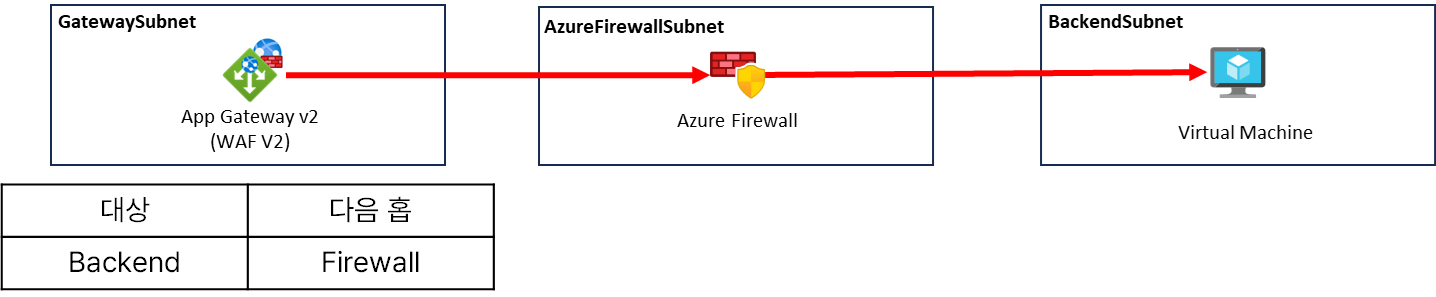 GatewaySubnet
App Gateway v2
(WAF V2)
AzureFirewallSubnet
Azure Firewall
BackendSubnet
Virtual Machine
대상 다음 홉
Backend Firewall